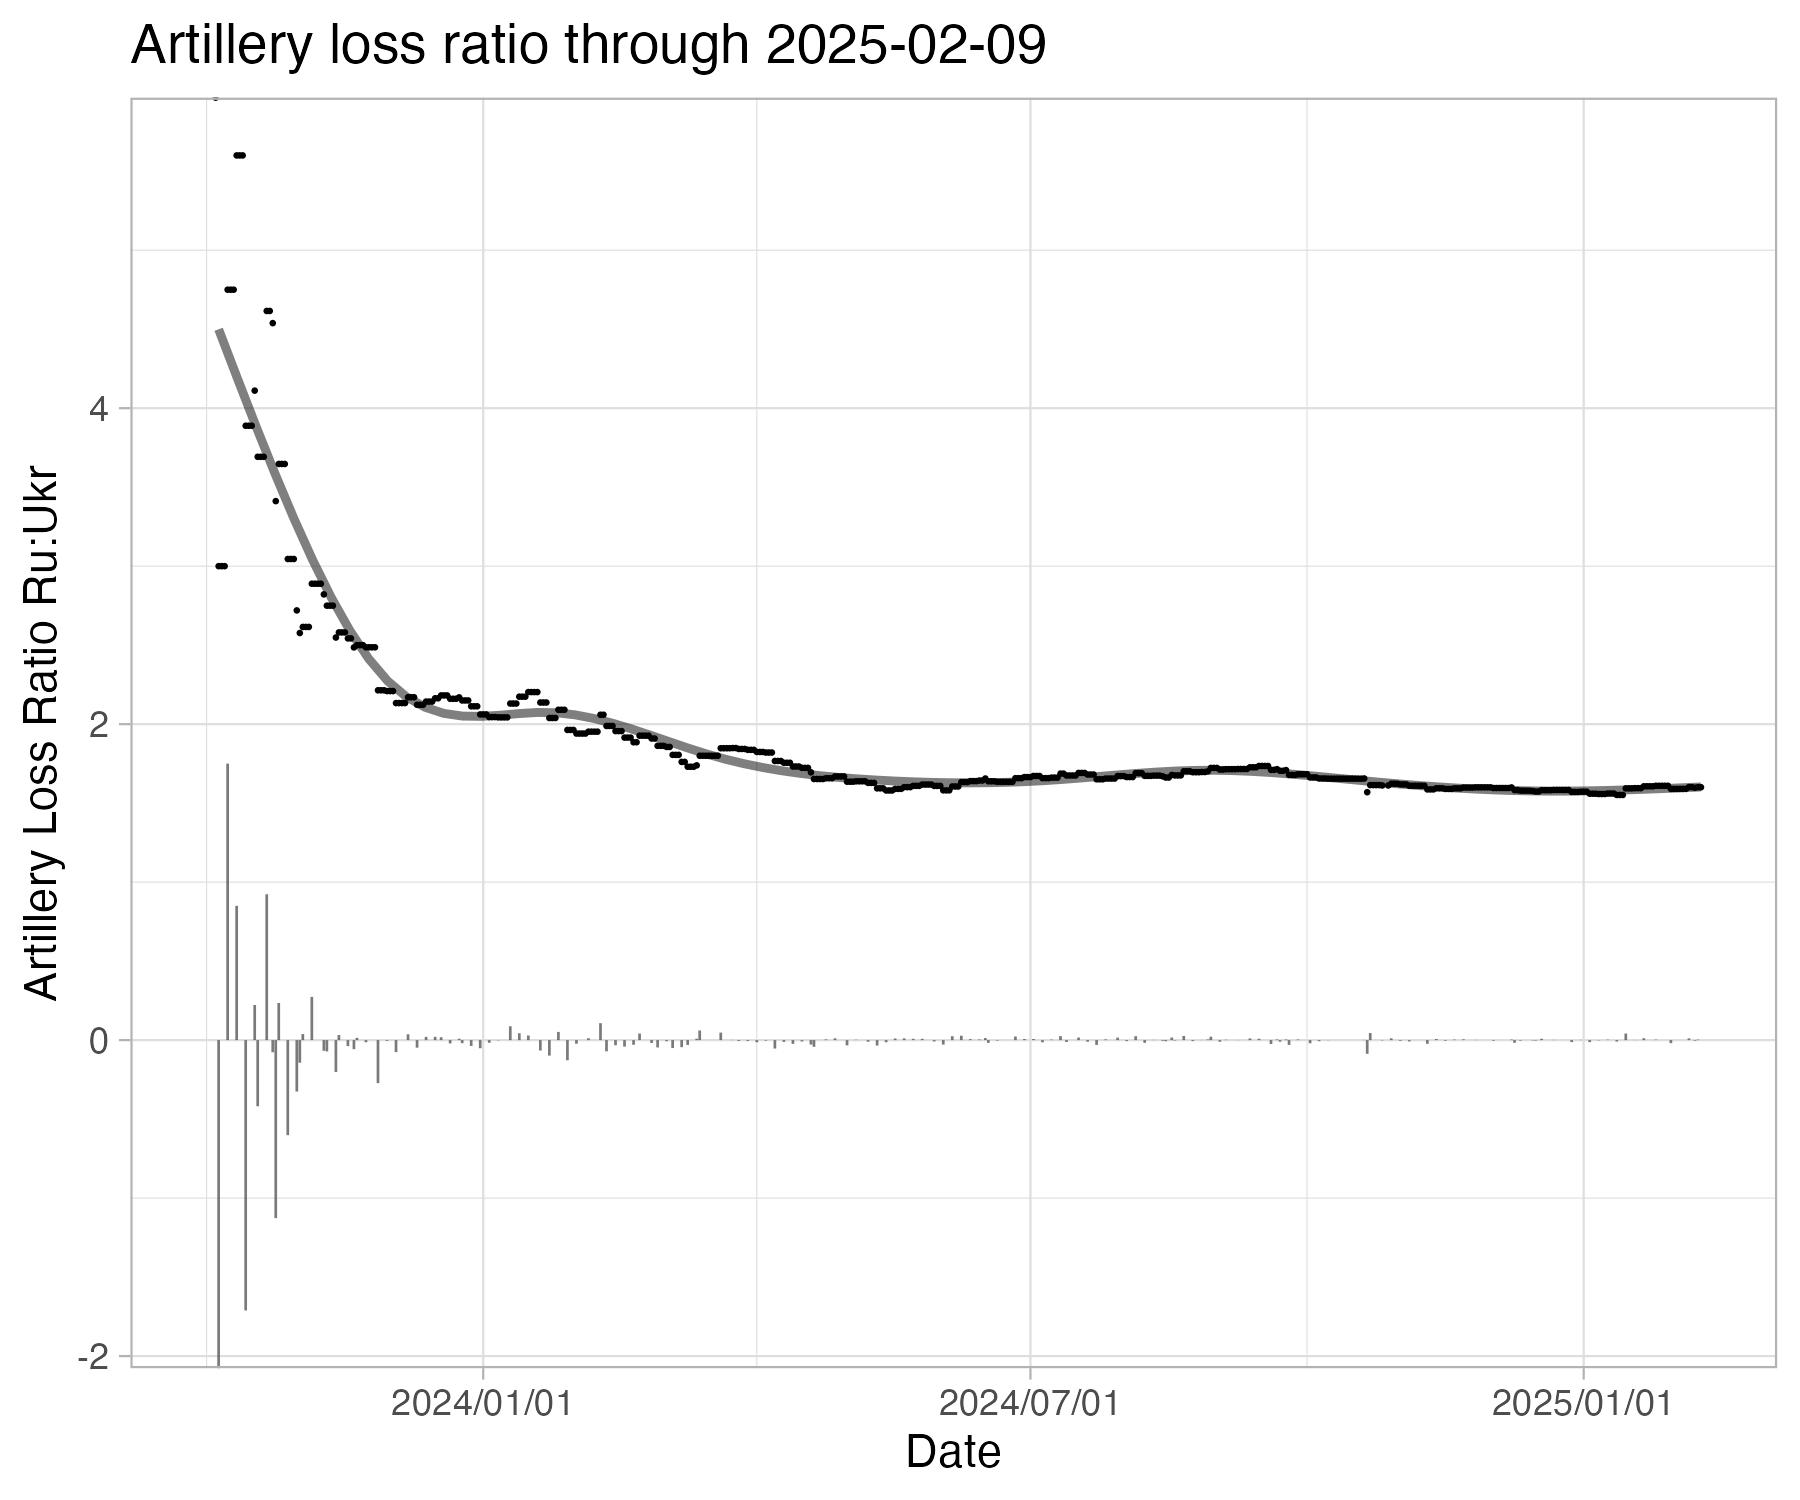 Artillery loss ratio through 2025-02-09
Artillery Loss Ratio Ru:Ukr
4
2
0
-2
2024/01/01
2024/07/01
2025/01/01
Date